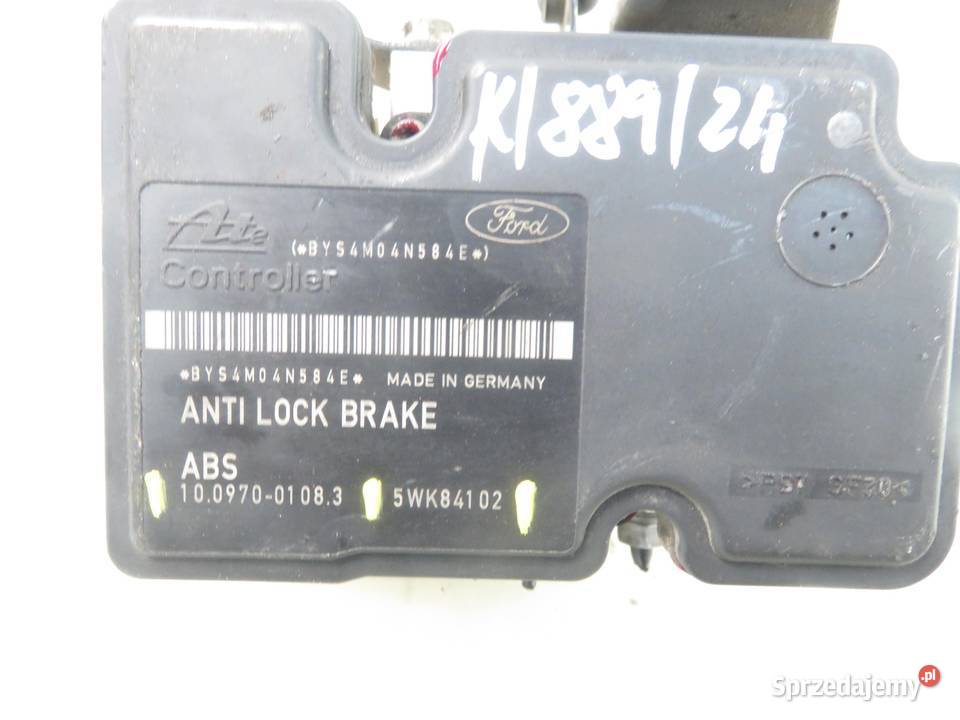 K/889/24
Ate
Ford
(*BYS4M04N584E*)
Controller
*BYS4M04N584E* MADE IN GERMANY
ANTI LOCK BRAKE
ABS
10.0970-0108.3 5WK84102
Sprzedajemy.pl